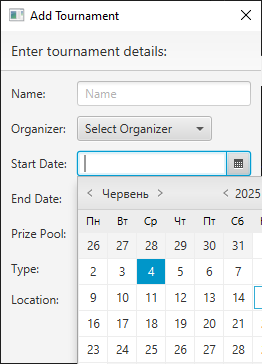 Add Tournament
Enter tournament details:
Name: Name
Organizer: Select Organizer
Start Date:
End Date:
Prize Pool:
Type:
Location:
Червень 2025
Пн Вт Ср Чт Пт Сб
26 27 28 29 30 31
2 3 4 5 6 7
9 10 11 12 13 14
16 17 18 19 20 21
23 24 25 26 27 28